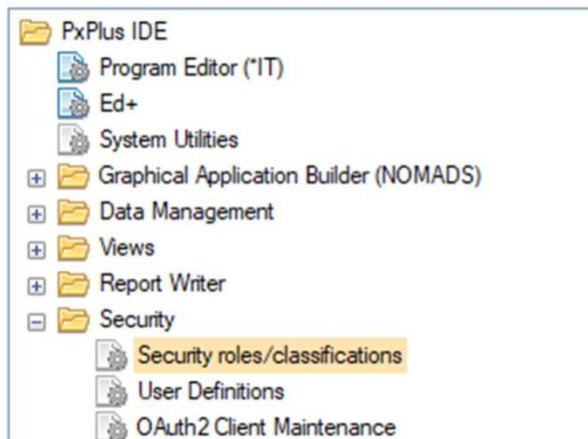 PxPlus IDE
Program Editor (*IT)
Ed+
System Utilities
Graphical Application Builder (NOMADS)
Data Management
Views
Report Writer
Security
Security roles/classifications
User Definitions
OAuth2 Client Maintenance